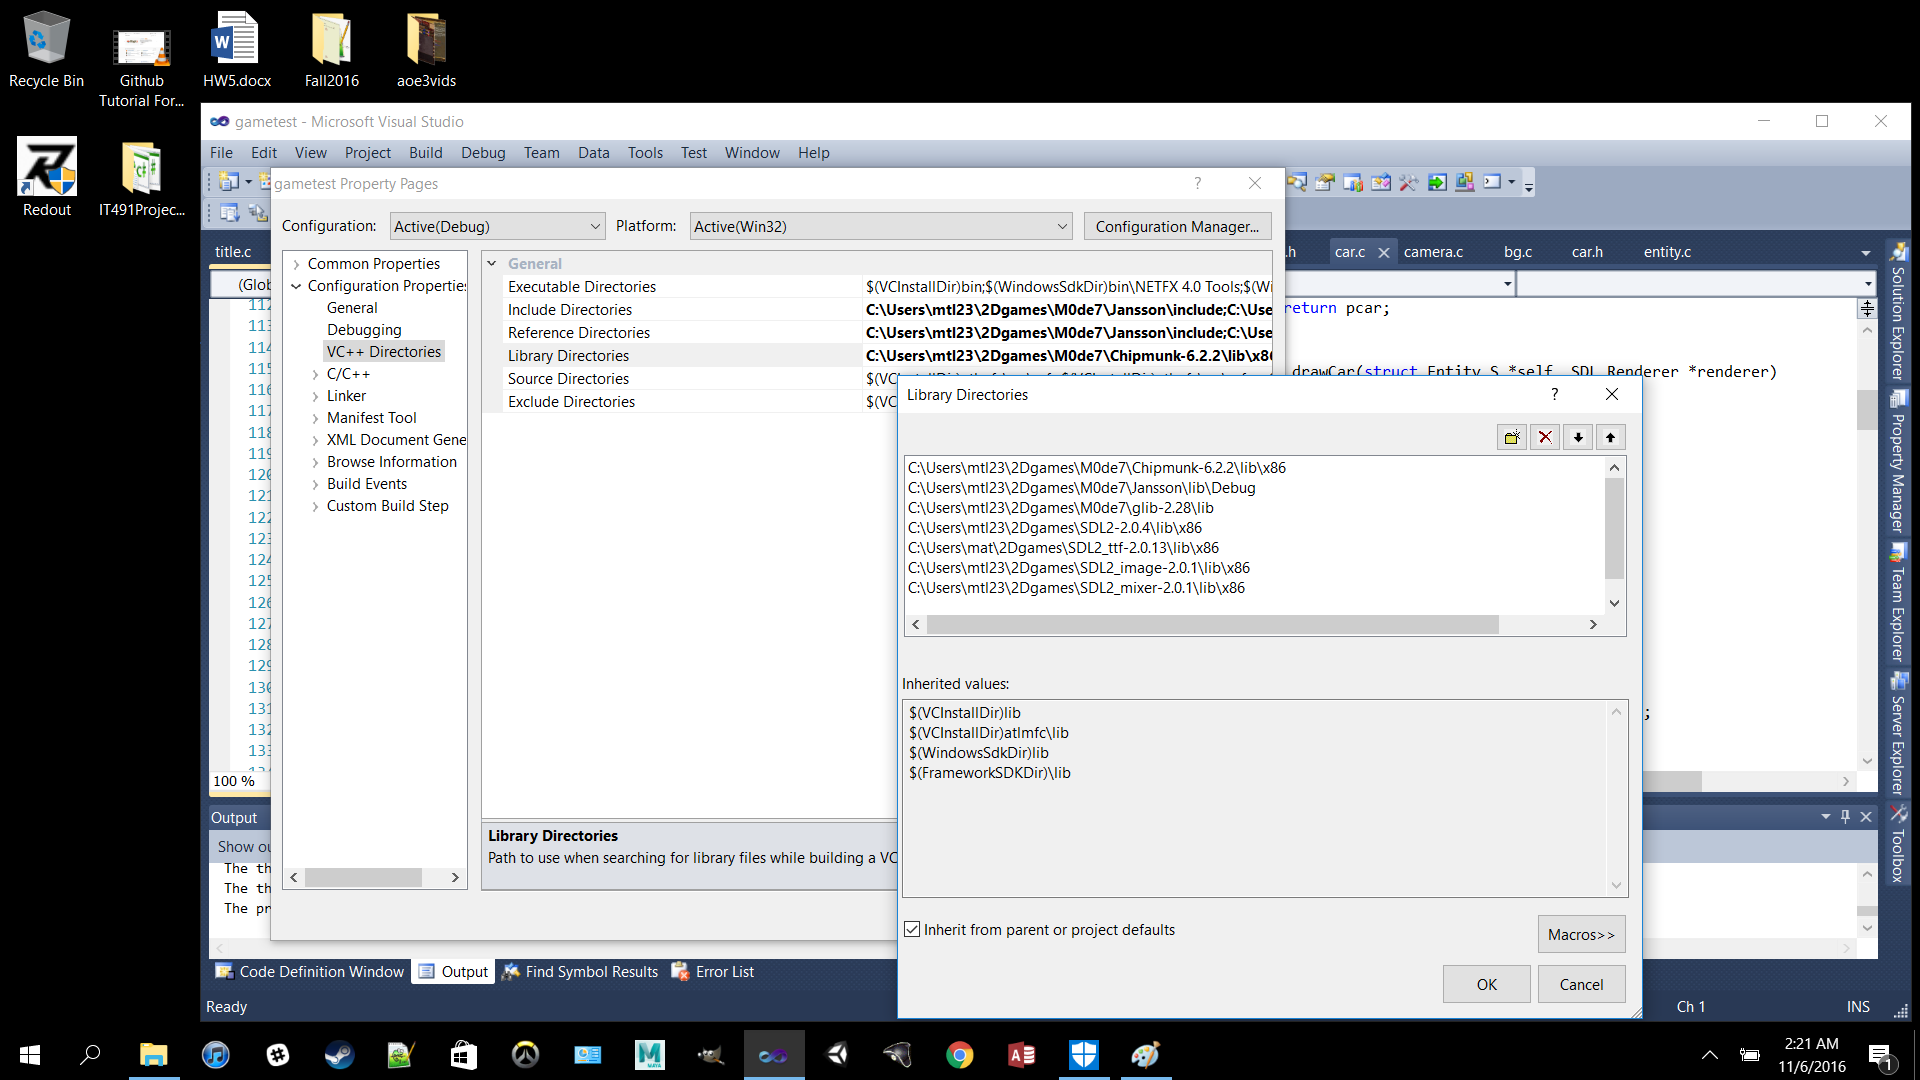 Recycle Bin
Github
Tutorial For...
HW5.docx
Fall2016
aoe3vids
Redout
IT491Projec...
gametest - Microsoft Visual Studio
File Edit View Project Build Debug Team Data Tools Test Window Help
gametest Property Pages
Configuration: Active(Debug) Platform: Active(Win32) Configuration Manager...
title.c
.h car.c camera.c bg.c car.h entity.c
(Glob
Common Properties
Configuration Properties
General
Debugging
VC++ Directories
C/C++
Linker
Manifest Tool
XML Document Gene
Browse Information
Build Events
Custom Build Step
General
Executable Directories $(VCInstallDir)bin;$(WindowsSdkDir)bin\NETFX 4.0 Tools;$(Wi
Include Directories C:\Users\mtl23\2Dgames\M0de7\Jansson\include;C:\Use
Reference Directories C:\Users\mtl23\2Dgames\M0de7\Jansson\include;C:\Use
Library Directories C:\Users\mtl23\2Dgames\M0de7\Chipmunk-6.2.2\lib\x8
Source Directories
Exclude Directories $(VC
112
113
114
115
116
117
118
119
120
121
122
123
124
125
126
127
128
129
130
131
132
133
return pcar;
drawCar(struct Entity_S *self, SDL_Renderer *renderer)
;
100 %
Library Directories
Path to use when searching for library files while building a VC
Library Directories
C:\Users\mtl23\2Dgames\M0de7\Chipmunk-6.2.2\lib\x86
C:\Users\mtl23\2Dgames\M0de7\Jansson\lib\Debug
C:\Users\mtl23\2Dgames\M0de7\glib-2.28\lib
C:\Users\mtl23\2Dgames\SDL2-2.0.4\lib\x86
C:\Users\mat\2Dgames\SDL2_ttf-2.0.13\lib\x86
C:\Users\mtl23\2Dgames\SDL2_image-2.0.1\lib\x86
C:\Users\mtl23\2Dgames\SDL2_mixer-2.0.1\lib\x86
Inherited values:
$(VCInstallDir)lib
$(VCInstallDir)atlmfc\lib
$(WindowsSdkDir)lib
$(FrameworkSDKDir)\lib
Inherit from parent or project defaults
Macros>>
OK Cancel
Solution Explorer
Property Manager
Team Explorer
Server Explorer
Toolbox
Output
Show ou
The th
The th
The pr
Code Definition Window Output Find Symbol Results Error List
Ready Ch 1 INS
2:21 AM
11/6/2016
1